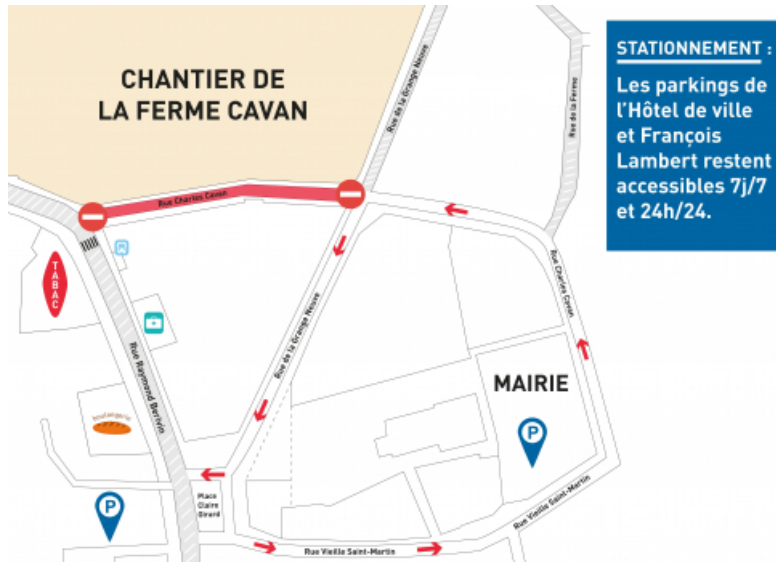 CHANTIER DE
LA FERME CAVAN
STATIONNEMENT :
Les parkings de
l'Hôtel de ville
et François
Lambert restent
accessibles 7j/7
et 24h/24.
Rue de la Grange Neuve
Rue de la Ferme
Rue Charles Cavan
Rue Charles Cavan
TABAC
Rue de la Grange Neuve
Rue Raymond Berivin
MAIRIE
boulangerie
P
P
Place
Claire
Girard
Rue Vieille Saint-Martin
Rue Vieille Saint-Martin